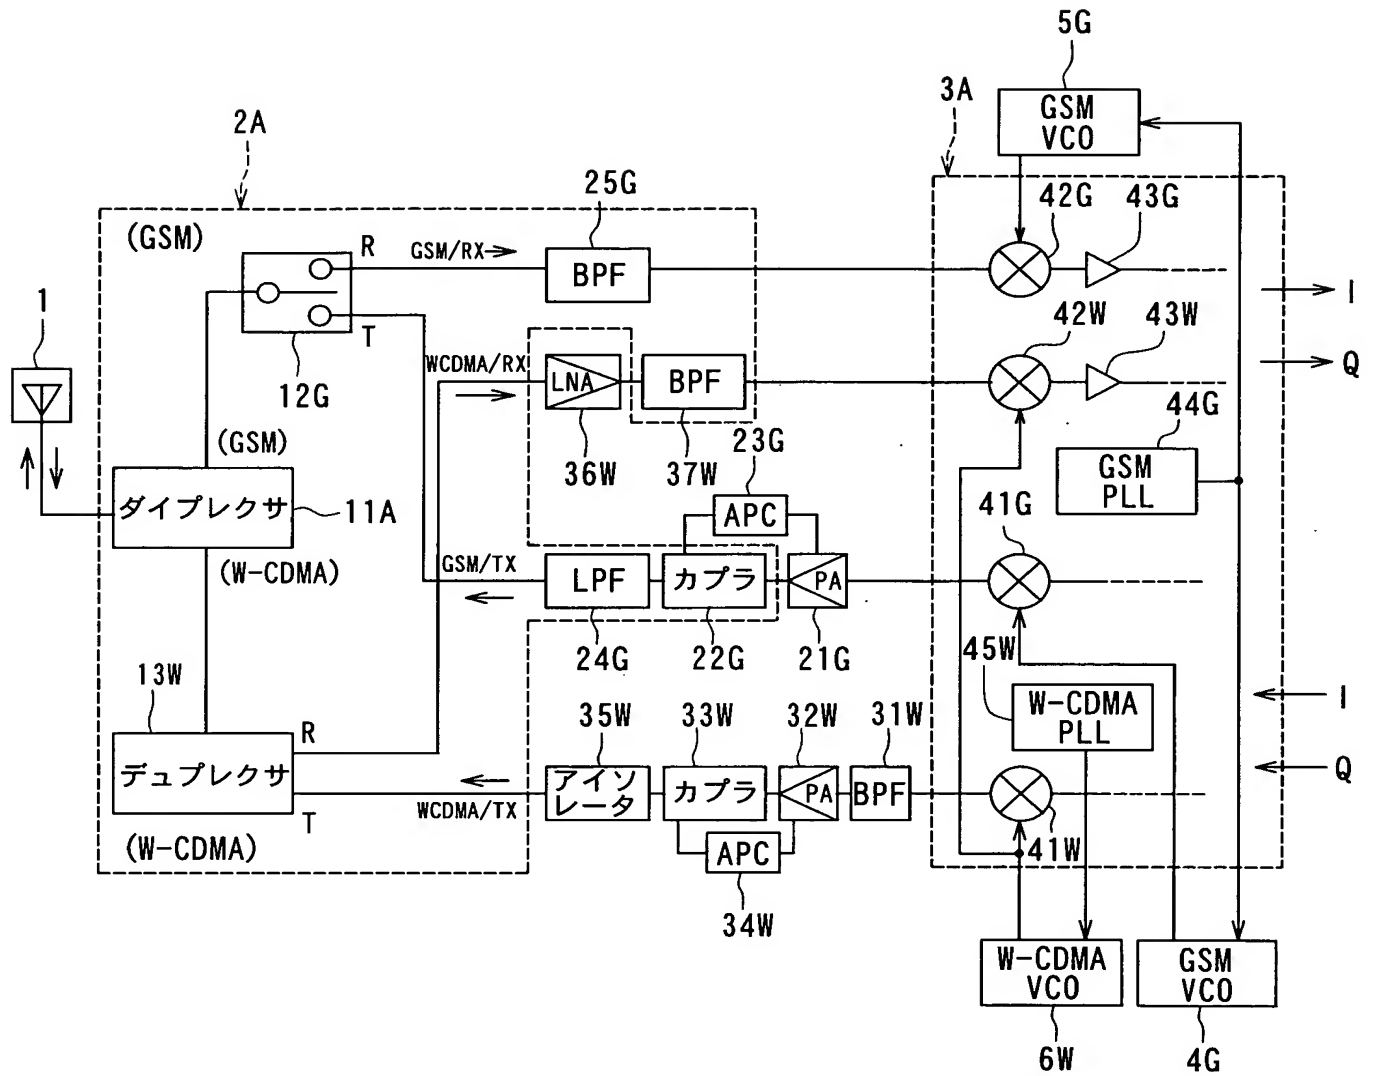 5G
3A
GSM
VCO
2A
25G
42G
43G
(GSM)
R
GSM/RX
BPF
I
1
T
12G
42W
43W
WCDMA/RX
LNA
BPF
Q
44G
(GSM)
36W
37W
23G
GSM
PLL
ダイプレクサ
11A
APC
41G
(W-CDMA)
GSM/TX
LPF
カプラ
PA
24G
22G
21G
45W
13W
35W
33W
32W
31W
W-CDMA
PLL
I
R
デュプレクサ
アイソ
レータ
カプラ
PA
BPF
Q
T
WCDMA/TX
(W-CDMA)
APC
41W
34W
W-CDMA
VCO
GSM
VCO
6W
4G